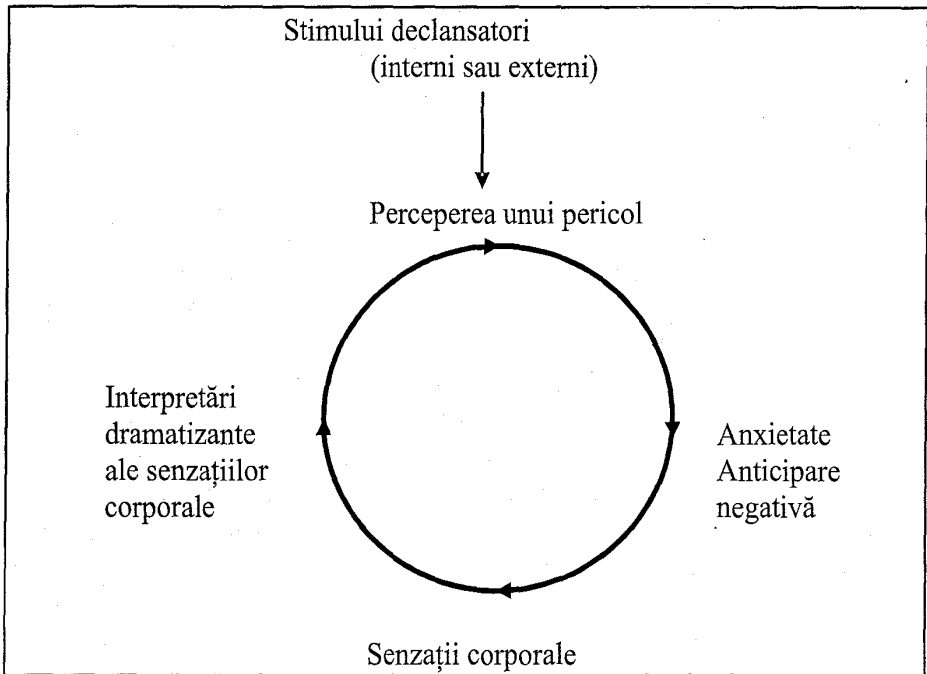 Stimului declansatori
(interni sau externi)
Perceperea unui pericol
Interpretări
dramatizante
ale senzațiilor
corporale
Anxietate
Anticipare
negativă
Senzații corporale